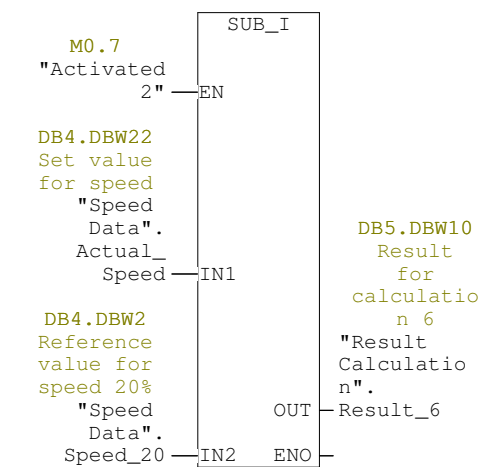 SUB_I
M0.7
"Activated
2"
EN
DB4.DBW22
Set value
for speed
"Speed
Data".
Actual_
Speed
IN1
DB4.DBW2
Reference
value for
speed 20%
"Speed
Data".
Speed_20
IN2
DB5.DBW10
Result
for
calculatio
n 6
"Result
Calculatio
n".
Result_6
OUT
ENO